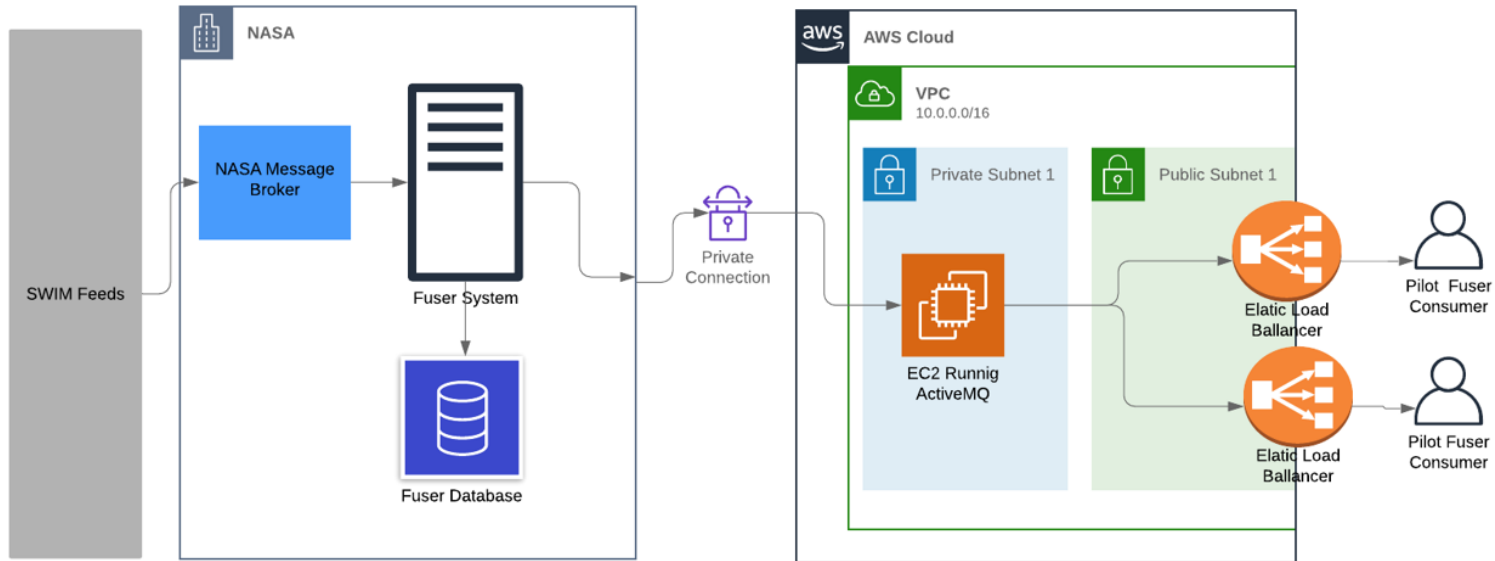 SWIM Feeds
NASA
NASA Message
Broker
Fuser System
Fuser Database
Private
Connection
aws
AWS Cloud
VPC
10.0.0.0/16
Private Subnet 1
EC2 Runnig
ActiveMQ
Public Subnet 1
Elatic Load
Ballancer
Pilot Fuser
Consumer
Elatic Load
Ballancer
Pilot Fuser
Consumer